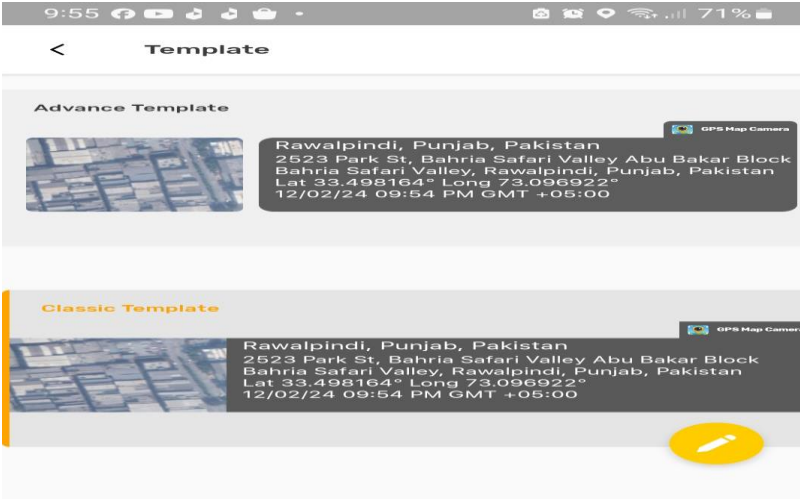 9:55
71%
< Template
Advance Template
GPS Map Camera
Rawalpindi, Punjab, Pakistan
2523 Park St, Bahria Safari Valley Abu Bakar Block
Bahria Safari Valley, Rawalpindi, Punjab, Pakistan
Lat 33.498164° Long 73.096922°
12/02/24 09:54 PM GMT +05:00
Classic Template
GPS Map Camera
Rawalpindi, Punjab, Pakistan
2523 Park St, Bahria Safari Valley Abu Bakar Block
Bahria Safari Valley, Rawalpindi, Punjab, Pakistan
Lat 33.498164° Long 73.096922°
12/02/24 09:54 PM GMT +05:00